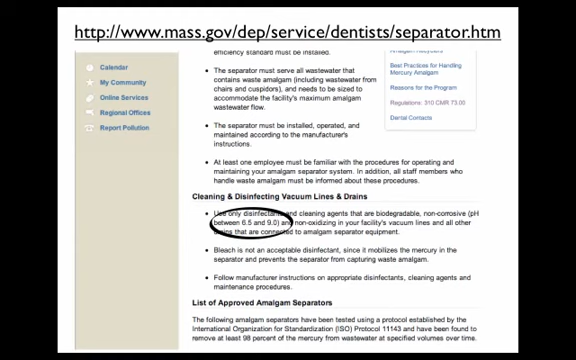 http://www.mass.gov/dep/service/dentists/separator.htm
efficiency standard must be installed.
Calendar
My Community
Online Services
Regional Offices
Report Pollution
• The separator must serve all wastewater that
contains waste amalgam (including wastewater from
chairs and cuspidors), and needs to be sized to
accommodate the facility's maximum amalgam
wastewater flow.
• The separator must be installed, operated, and
maintained according to the manufacturer's
instructions.
• At least one employee must be familiar with the procedures for operating and
maintaining your amalgam separator system. In addition, all staff members who
handle waste amalgam must be informed about these procedures.
Amalgam Recyclers
Best Practices for Handling
Mercury Amalgam
Reasons for the Program
Regulations: 310 CMR 73.00
Dental Contacts
Cleaning & Disinfecting Vacuum Lines & Drains
• Use only disinfectants and cleaning agents that are biodegradable, non-corrosive (pH
between 6.5 and 9.0) and non-oxidizing in your facility's vacuum lines and all other
drains that are connected to amalgam separator equipment.
• Bleach is not an acceptable disinfectant, since it mobilizes the mercury in the
separator and prevents the separator from capturing waste amalgam.
• Follow manufacturer instructions on appropriate disinfectants, cleaning agents and
maintenance procedures.
List of Approved Amalgam Separators
The following amalgam separators have been tested using a protocol established by the
International Organization for Standardization (ISO) Protocol 11143 and have been found to
remove at least 98 percent of the mercury from wastewater at specified volumes over time.